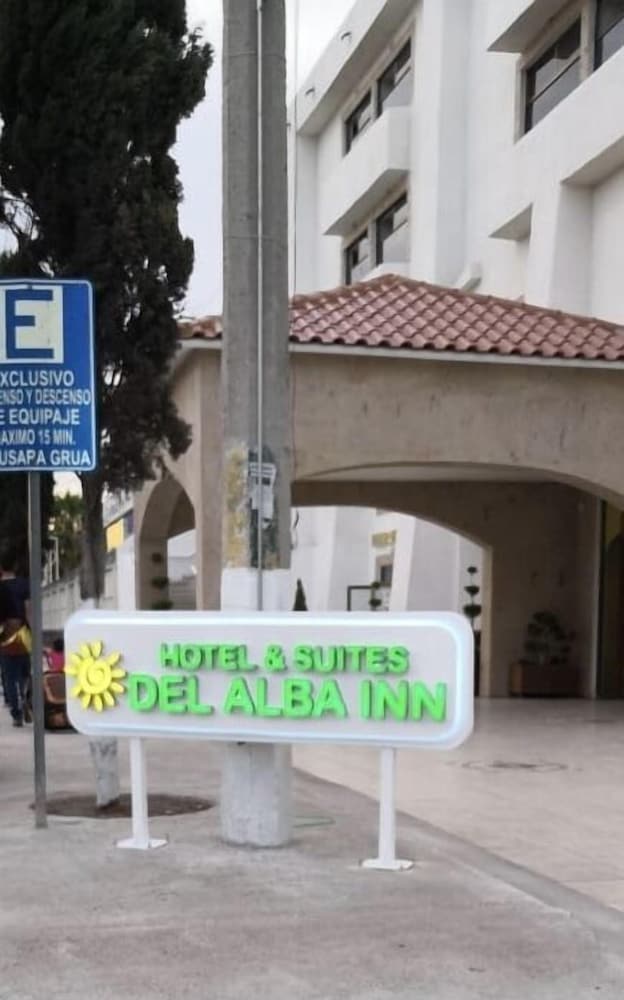 E
EXCLUSIVO
ENSO Y DESCENSO
E EQUIPAJE
AXIMO 15 MIN.
USAPA GRUA
HOTEL & SUITES
DEL ALBA INN